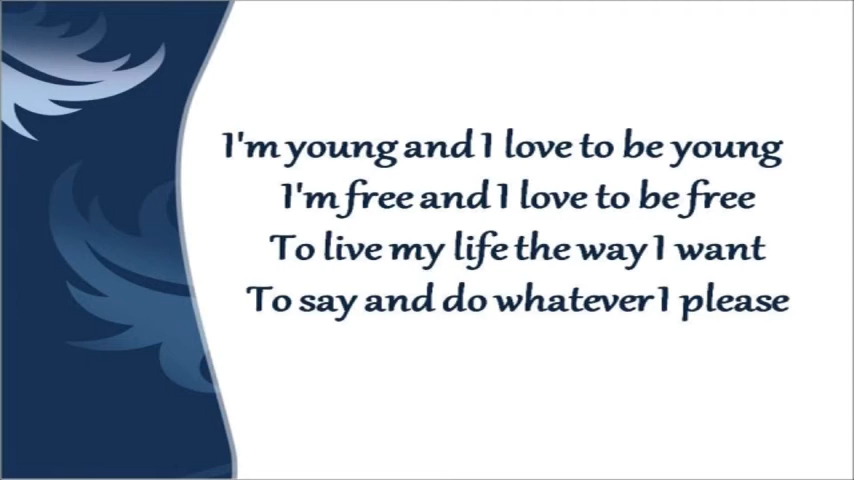 I'm young and I love to be young
I'm free and I love to be free
To live my life the way I want
To say and do whatever I please